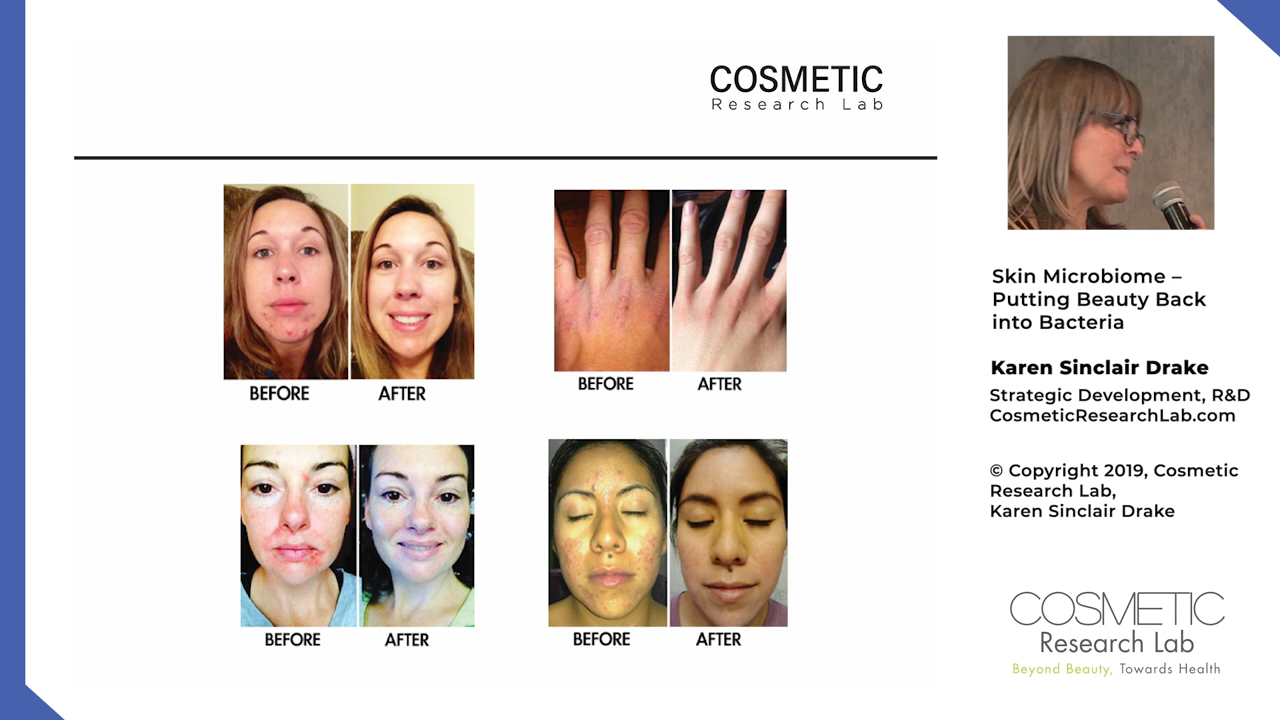 COSMETIC
Research Lab
BEFORE AFTER
BEFORE AFTER
BEFORE AFTER
BEFORE AFTER
Skin Microbiome –
Putting Beauty Back
into Bacteria
Karen Sinclair Drake
Strategic Development, R&D
CosmeticResearchLab.com
© Copyright 2019, Cosmetic
Research Lab,
Karen Sinclair Drake
COSMETIC
Research Lab
Beyond Beauty, Towards Health